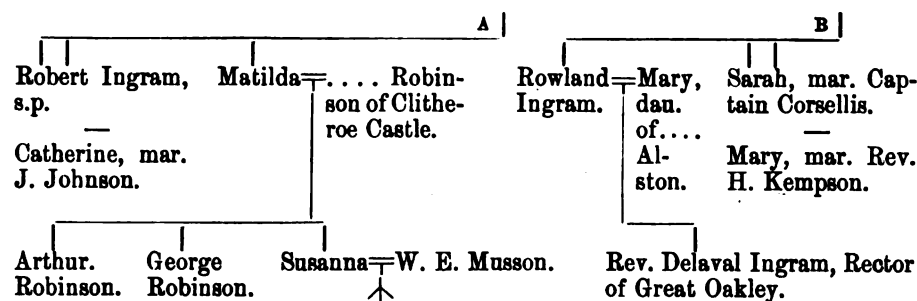 A
B
Robert Ingram,
s.p.
—
Catherine, mar.
J. Johnson.
Matilda=.... Robin-
son of Clithe-
roe Castle.
Rowland=Mary,
Ingram. dau.
of....
Al-
ston.
Sarah, mar. Cap-
tain Corsellis.
—
Mary, mar. Rev.
H. Kempson.
Arthur.
Robinson.
George
Robinson.
Susanna=W. E. Musson.
Rev. Delaval Ingram, Rector
of Great Oakley.